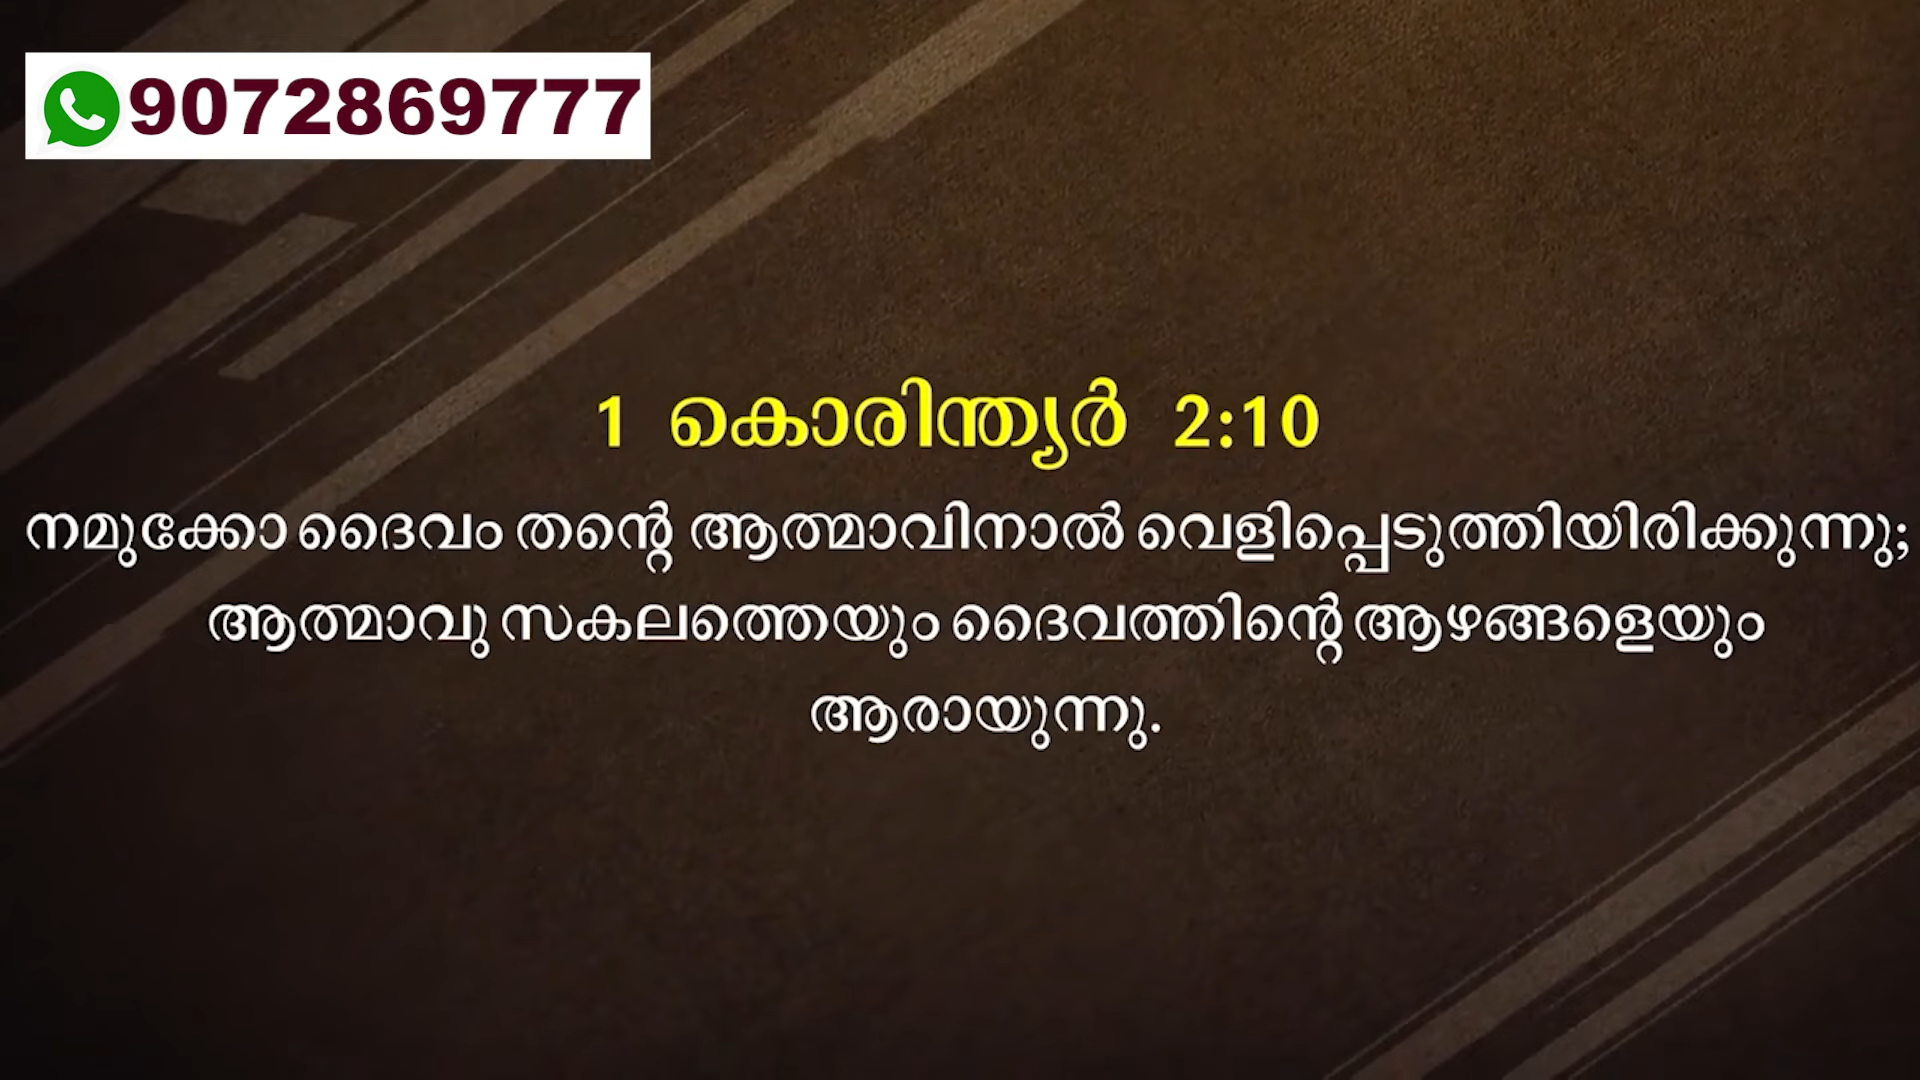 9072869777
1 കൊരിന്ത്യർ 2:10
നമുക്കോ ദൈവം തന്റെ ആത്മാവിനാൽ വെളിപ്പെടുത്തിയിരിക്കുന്നു;
ആത്മാവു സകലത്തെയും ദൈവത്തിന്റെ ആഴങ്ങളെയും
ആരായുന്നു.